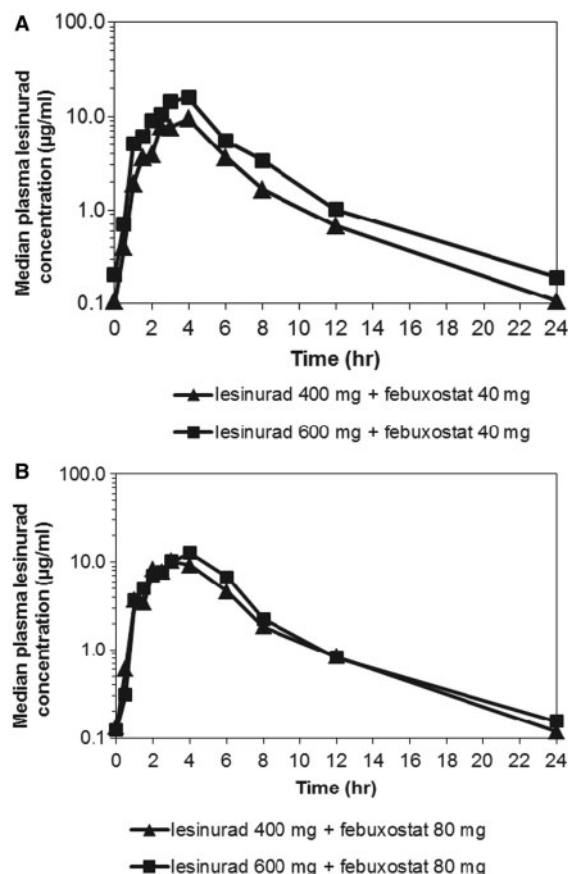 A
100.0
10.0
1.0
0.1
Median plasma lesinurad
concentration (µg/ml)
0 2 4 6 8 10 12 14 16 18 20 22 24
Time (hr)
lesinurad 400 mg + febuxostat 40 mg
lesinurad 600 mg + febuxostat 40 mg
B
100.0
10.0
1.0
0.1
Median plasma lesinurad
concentration (µg/ml)
0 2 4 6 8 10 12 14 16 18 20 22 24
Time (hr)
lesinurad 400 mg + febuxostat 80 mg
lesinurad 600 mg + febuxostat 80 mg